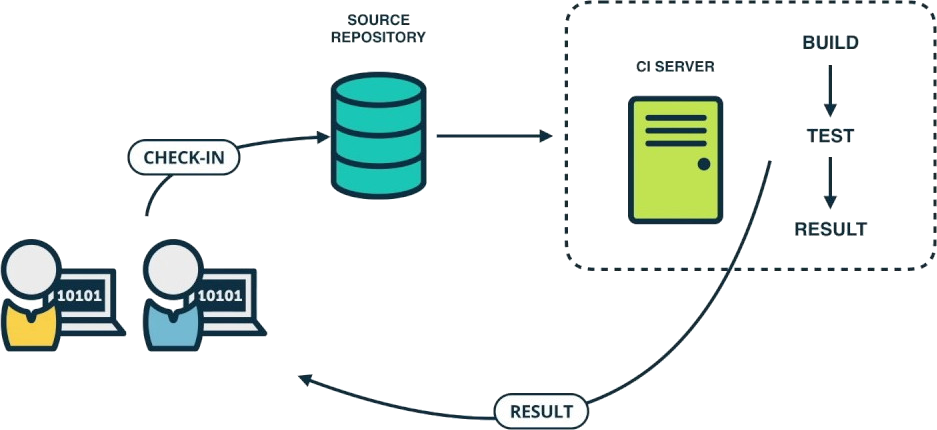 SOURCE
REPOSITORY
CI SERVER
BUILD
TEST
RESULT
CHECK-IN
10101
10101
RESULT